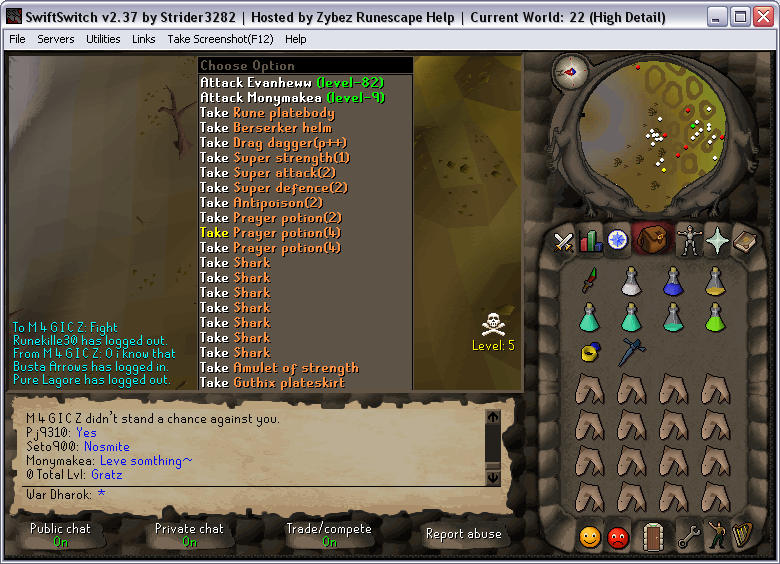 SwiftSwitch v2.37 by Strider3282 | Hosted by Zybez Runescape Help | Current World: 22 (High Detail)
File Servers Utilities Links Take Screenshot(F12) Help
Choose Option
Attack Evanheww (level-82)
Attack Monymakea (level-9)
Take Rune platebody
Take Berserker helm
Take Drag dagger(p++)
Take Super strength(1)
Take Super attack(2)
Take Super defence(2)
Take Antipoison(2)
Take Prayer potion(2)
Take Prayer potion(4)
Take Prayer potion(4)
Take Shark
Take Shark
Take Shark
Take Shark
Take Shark
Take Shark
Take Shark
Take Amulet of strength
Take Guthix plateskirt
To M 4 G I C Z: Fight
Runekille30 has logged out.
From M 4 G I C Z: O i know that
Busta Arrows has logged in.
Pure Lagore has logged out.
Level: 5
M 4 G I C Z didn't stand a chance against you.
Pj9310: Yes
Seto900: Nosmite
Monymakea: Leve somthing~
0 Total Lvl: Gratz
War Dharok: *
Public chat
On
Private chat
On
Trade/compete
On
Report abuse